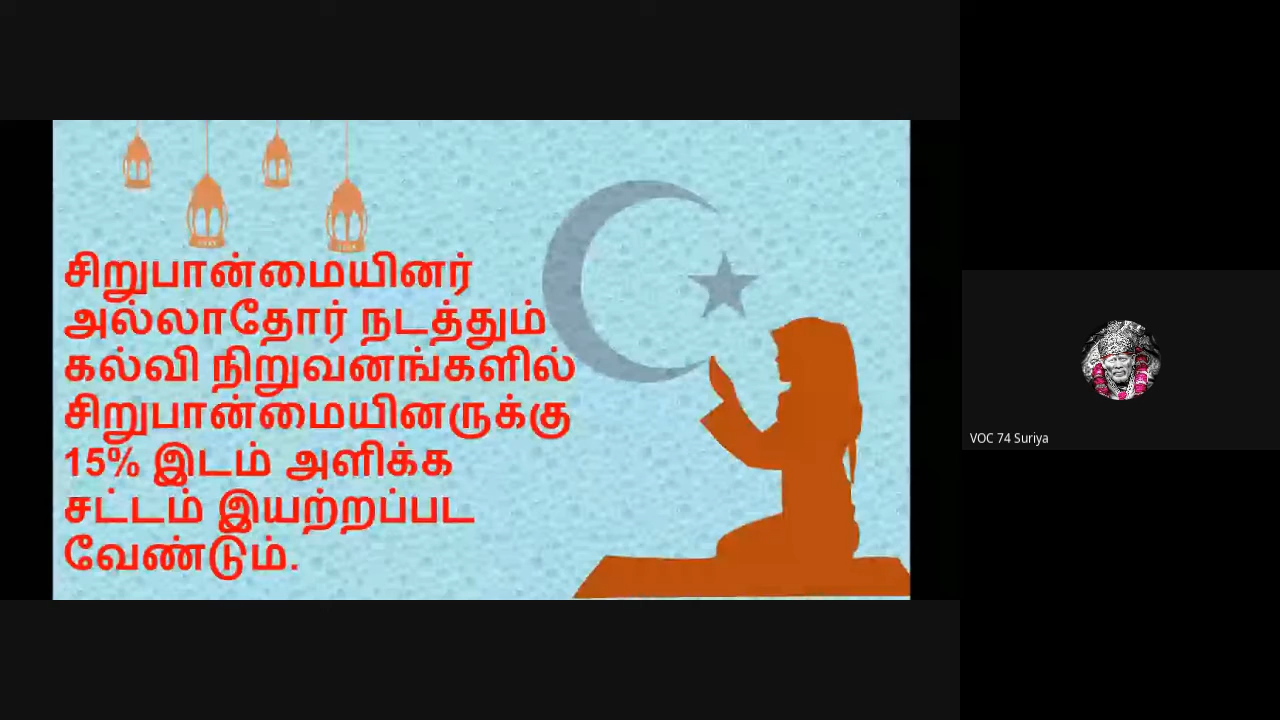 சிறுபான்மையினர்
அல்லாதோர் நடத்தும்
கல்வி நிறுவனங்களில்
சிறுபான்மையினருக்கு
15% இடம் அளிக்க
சட்டம் இயற்றப்பட
வேண்டும்.
VOC 74 Suriya